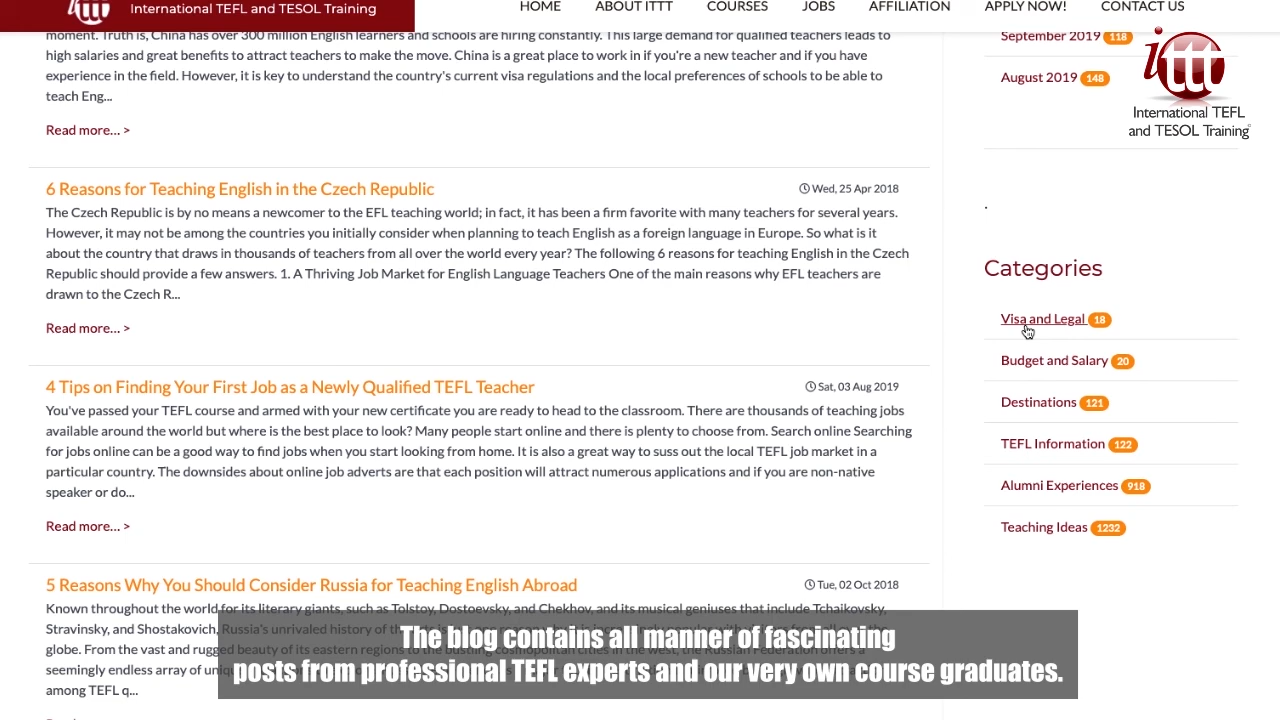 International TEFL and TESOL Training
HOME ABOUT ITTT COURSES JOBS AFFILIATION APPLY NOW! CONTACT US
moment. Truth is, China has over 300 million English learners and schools are hiring constantly. This large demand for qualified teachers leads to
high salaries and great benefits to attract teachers to make the move. China is a great place to work in if you're a new teacher and if you have
experience in the field. However, it is key to understand the country's current visa regulations and the local preferences of schools to be able to
teach Eng...
Read more... >
6 Reasons for Teaching English in the Czech Republic
Wed, 25 Apr 2018
The Czech Republic is by no means a newcomer to the EFL teaching world; in fact, it has been a firm favorite with many teachers for several years.
However, it may not be among the countries you initially consider when planning to teach English as a foreign language in Europe. So what is it
about the country that draws in thousands of teachers from all over the world every year? The following 6 reasons for teaching English in the Czech
Republic should provide a few answers. 1. A Thriving Job Market for English Language Teachers One of the main reasons why EFL teachers are
drawn to the Czech R...
Read more... >
4 Tips on Finding Your First Job as a Newly Qualified TEFL Teacher
Sat, 03 Aug 2019
You've passed your TEFL course and armed with your new certificate you are ready to head to the classroom. There are thousands of teaching jobs
available around the world but where is the best place to look? Many people start online and there is plenty to choose from. Search online Searching
for jobs online can be a good way to find jobs when you start looking from home. It is also a great way to suss out the local TEFL job market in a
particular country. The downsides about online job adverts are that each position will attract numerous applications and if you are non-native
speaker or do...
Read more... >
5 Reasons Why You Should Consider Russia for Teaching English Abroad
Tue, 02 Oct 2018
Known throughout the world for its literary giants, such as Tolstoy, Dostoevsky, and Chekhov, and its musical geniuses that include Tchaikovsky,
Stravinsky, and Shostakovich, Russia's unrivaled history of the
globe. From the vast and rugged beauty of its eastern regions to the bustling cosmopolitan cities in the west, the Russian Federation offers a
seemingly endless array of
among TEFL q...
The blog contains all manner of fascinating
posts from professional TEFL experts and our very own course graduates.
September 2019 118
August 2019 148
ittt
International TEFL
and TESOL Training
.
Categories
Visa and Legal 18
Budget and Salary 20
Destinations 121
TEFL Information 122
Alumni Experiences 918
Teaching Ideas 1232